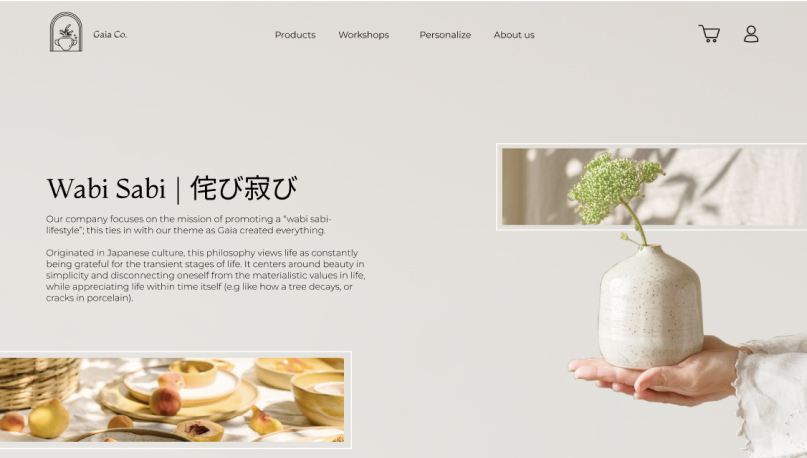 Gaia Co.
Products Workshops Personalize About us
Wabi Sabi | 侘び寂び
Our company focuses on the mission of promoting a "wabi sabi-
lifestyle"; this ties in with our theme as Gaia created everything.
Originated in Japanese culture, this philosophy views life as constantly
being grateful for the transient stages of life. It centers around beauty in
simplicity and disconnecting oneself from the materialistic values in life,
while appreciating life within time itself (e.g like how a tree decays, or
cracks in porcelain).